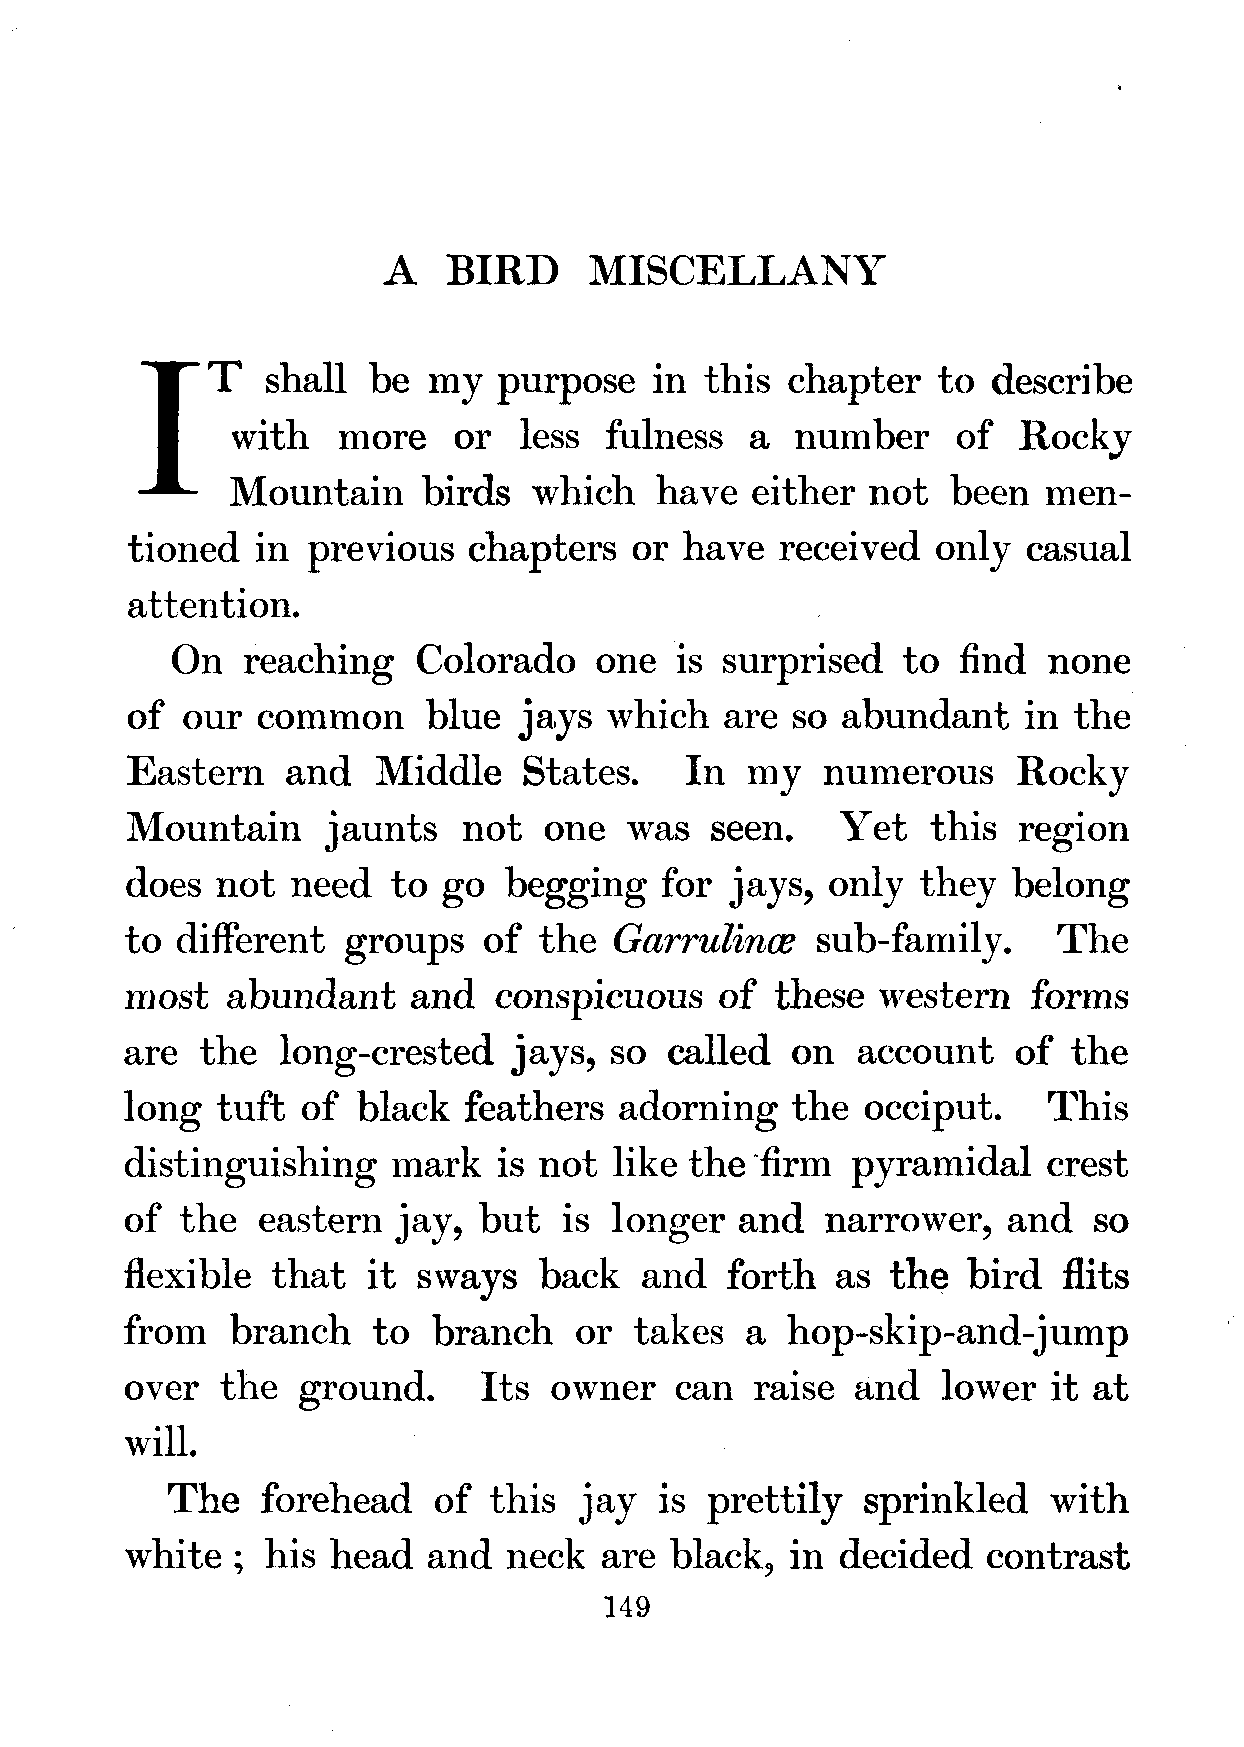 A BIRD MISCELLANY
IT shall be my purpose in this chapter to describe
with more or less fulness a number of Rocky
Mountain birds which have either not been men-
tioned in previous chapters or have received only casual
attention.
On reaching Colorado one is surprised to find none
of our common blue jays which are so abundant in the
Eastern and Middle States. In my numerous Rocky
Mountain jaunts not one was seen. Yet this region
does not need to go begging for jays, only they belong
to different groups of the Garrulinæ sub-family. The
most abundant and conspicuous of these western forms
are the long-crested jays, so called on account of the
long tuft of black feathers adorning the occiput. This
distinguishing mark is not like the firm pyramidal crest
of the eastern jay, but is longer and narrower, and so
flexible that it sways back and forth as the bird flits
from branch to branch or takes a hop-skip-and-jump
over the ground. Its owner can raise and lower it at
will.
The forehead of this jay is prettily sprinkled with
white ; his head and neck are black, in decided contrast
149